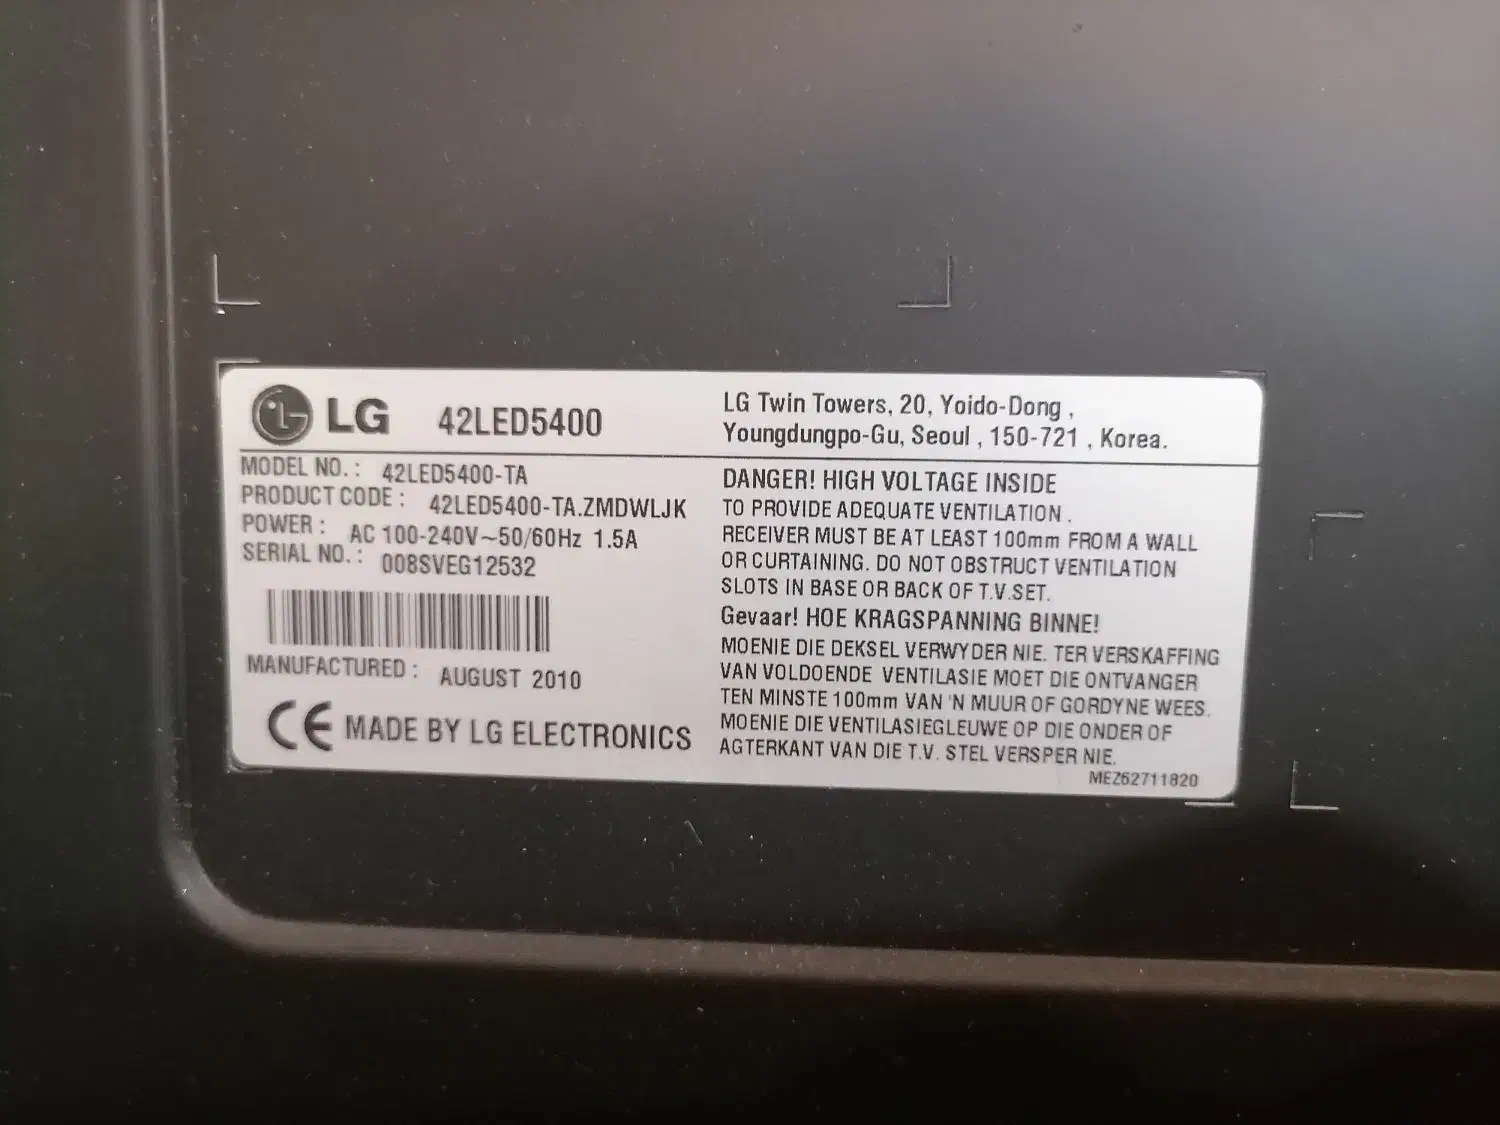 LG 42LED5400
LG Twin Towers, 20, Yoido-Dong ,
Youngdungpo-Gu, Seoul , 150-721 , Korea.
MODEL NO. : 42LED5400-TA
PRODUCT CODE : 42LED5400-TA.ZMDWLJK
POWER : AC 100-240V~50/60Hz 1.5A
SERIAL NO. : 008SVEG12532
MANUFACTURED : AUGUST 2010
CE MADE BY LG ELECTRONICS
DANGER! HIGH VOLTAGE INSIDE
TO PROVIDE ADEQUATE VENTILATION .
RECEIVER MUST BE AT LEAST 100mm FROM A WALL
OR CURTAINING. DO NOT OBSTRUCT VENTILATION
SLOTS IN BASE OR BACK OF T.V.SET.
Gevaar! HOE KRAGSPANNING BINNE!
MOENIE DIE DEKSEL VERWYDER NIE. TER VERSKAFFING
VAN VOLDOENDE VENTILASIE MOET DIE ONTVANGER
TEN MINSTE 100mm VAN 'N MUUR OF GORDYNE WEES.
MOENIE DIE VENTILASIEGLEUWE OP DIE ONDER OF
AGTERKANT VAN DIE T.V. STEL VERSPER NIE.
MEZ62711820